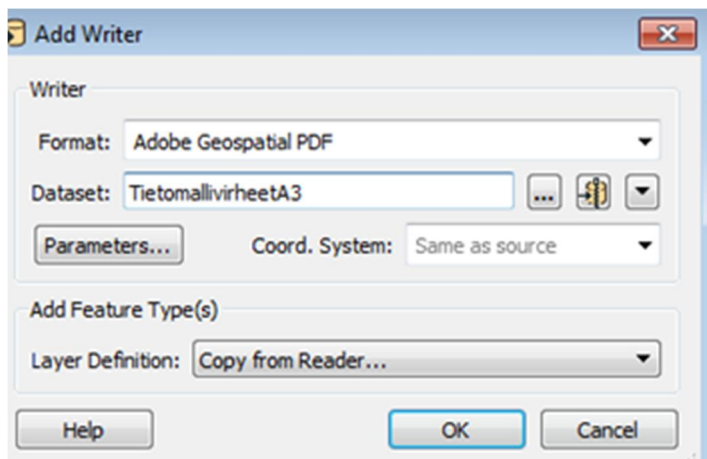 Add Writer
Writer
Format: Adobe Geospatial PDF
Dataset: TietomallivirheetA3 ...
Parameters... Coord. System: Same as source
Add Feature Type(s)
Layer Definition: Copy from Reader...
Help OK Cancel